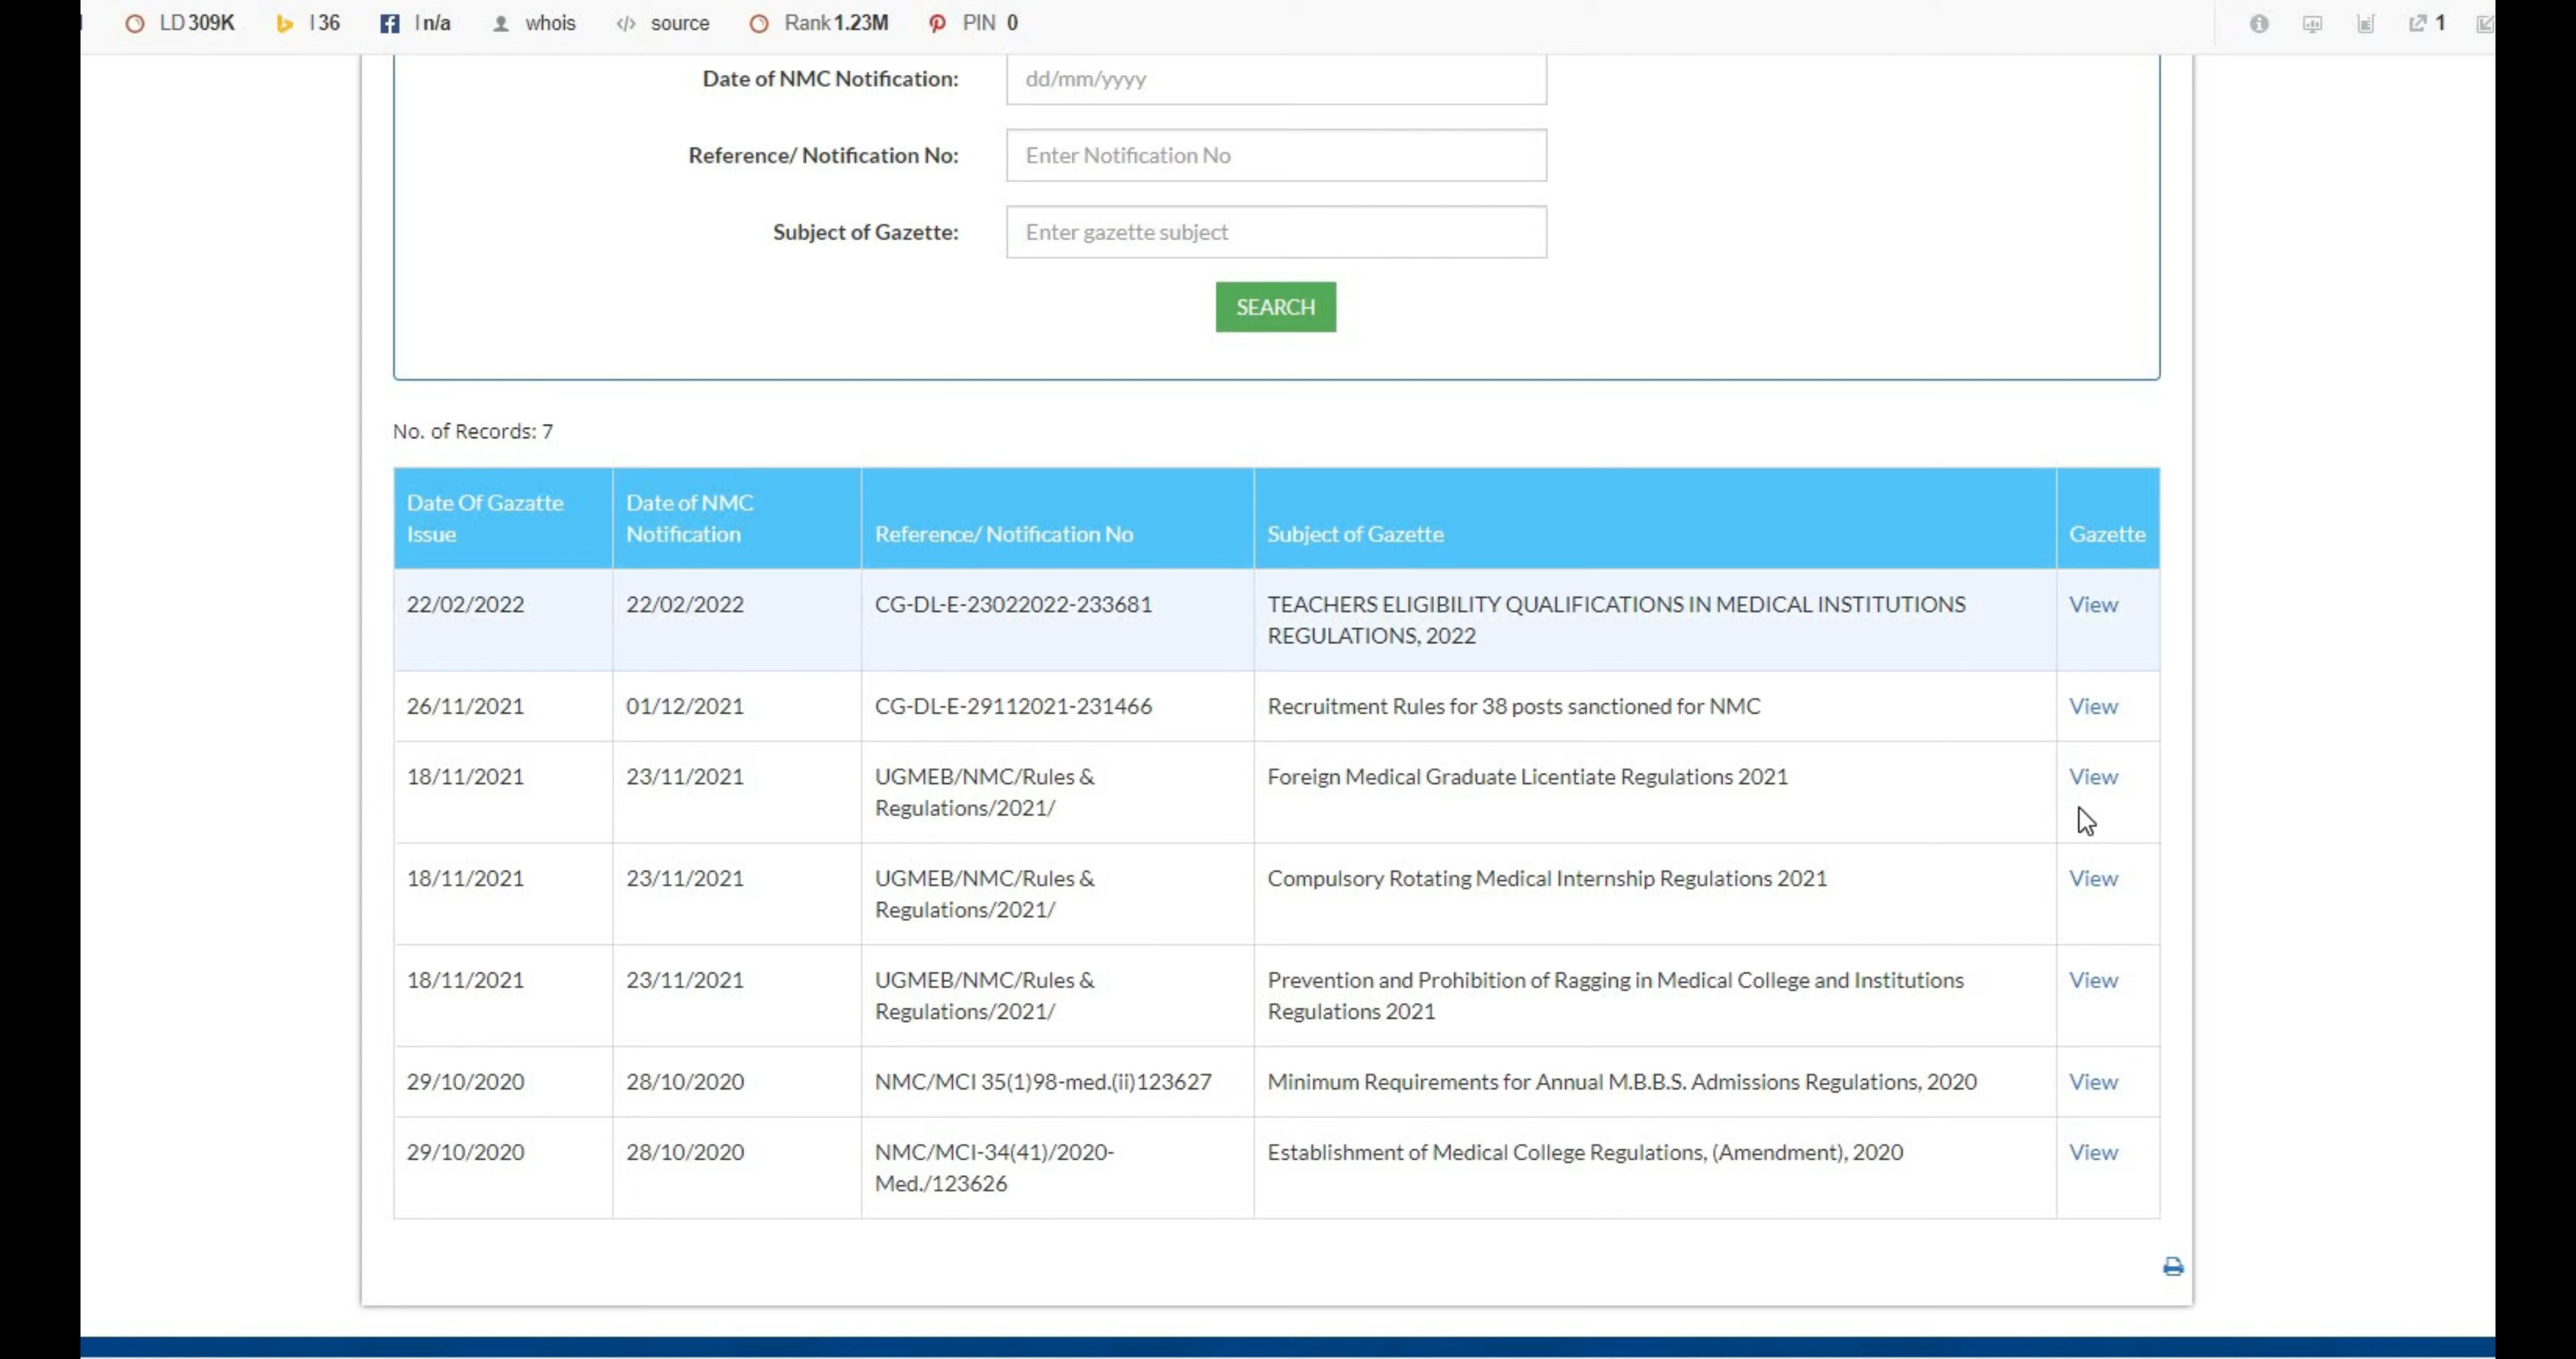 LD 309K I 36 I n/a whois source Rank 1.23M PIN 0 1
Date of NMC Notification: dd/mm/yyyy
Reference/ Notification No: Enter Notification No
Subject of Gazette: Enter gazette subject
SEARCH
No. of Records: 7
Date Of Gazatte Issue Date of NMC Notification Reference/ Notification No Subject of Gazette Gazette
22/02/2022 22/02/2022 CG-DL-E-23022022-233681 TEACHERS ELIGIBILITY QUALIFICATIONS IN MEDICAL INSTITUTIONS View
REGULATIONS, 2022
26/11/2021 01/12/2021 CG-DL-E-29112021-231466 Recruitment Rules for 38 posts sanctioned for NMC View
18/11/2021 23/11/2021 UGMEB/NMC/Rules & Foreign Medical Graduate Licentiate Regulations 2021 View
Regulations/2021/
18/11/2021 23/11/2021 UGMEB/NMC/Rules & Compulsory Rotating Medical Internship Regulations 2021 View
Regulations/2021/
18/11/2021 23/11/2021 UGMEB/NMC/Rules & Prevention and Prohibition of Ragging in Medical College and Institutions View
Regulations/2021/ Regulations 2021
29/10/2020 28/10/2020 NMC/MCI 35(1)98-med.(ii)123627 Minimum Requirements for Annual M.B.B.S. Admissions Regulations, 2020 View
29/10/2020 28/10/2020 NMC/MCI-34(41)/2020- Establishment of Medical College Regulations, (Amendment), 2020 View
Med./123626